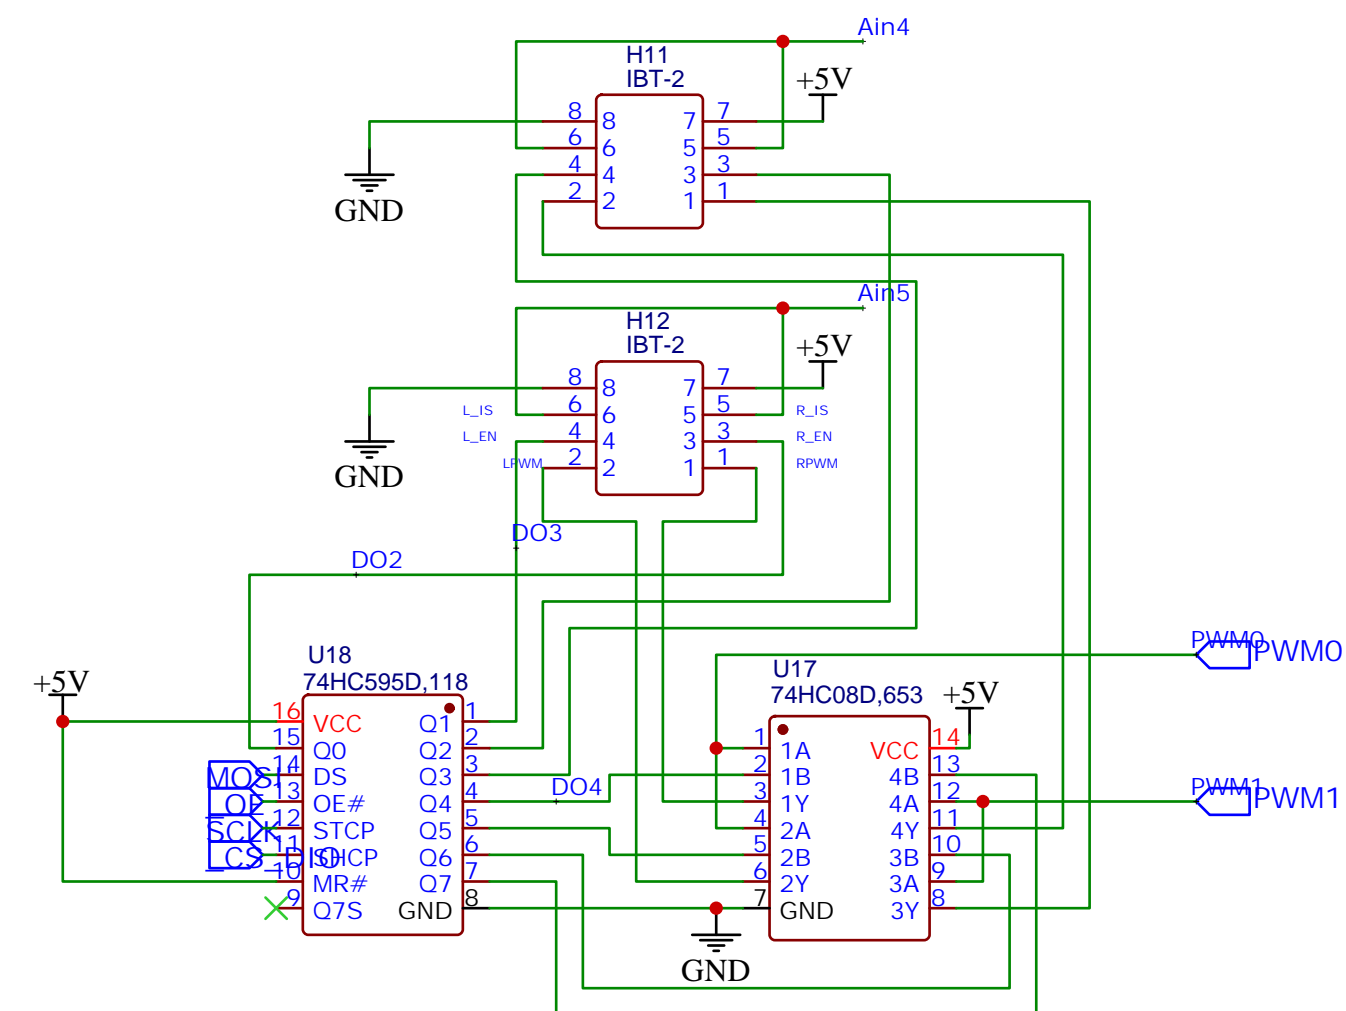 Ain4
H11
IBT-2
+5V
8 8 7 7
6 6 5 5
4 4 3 3
2 2 1 1
GND
Ain5
H12
IBT-2
+5V
8 8 7 7
L_IS 6 6 5 5 R_IS
L_EN 4 4 3 3 R_EN
LPWM 2 2 1 1 RPWM
GND
DO3
DO2
PWM0 PWM0
U18
74HC595D,118
+5V
16 VCC Q1 1
15 Q0 Q2 2
MOSI 14 DS Q3 3
_OE 13 OE# Q4 4
_SCLK 12 STCP Q5 5
_CS_DIO 11 SHCP Q6 6
10 MR# Q7 7
9 Q7S GND 8
DO4
U17
74HC08D,653
+5V
1 1A VCC 14
2 1B 4B 13
3 1Y 4A 12
4 2A 4Y 11
5 2B 3B 10
6 2Y 3A 9
7 GND 3Y 8
PWM1 PWM1
GND